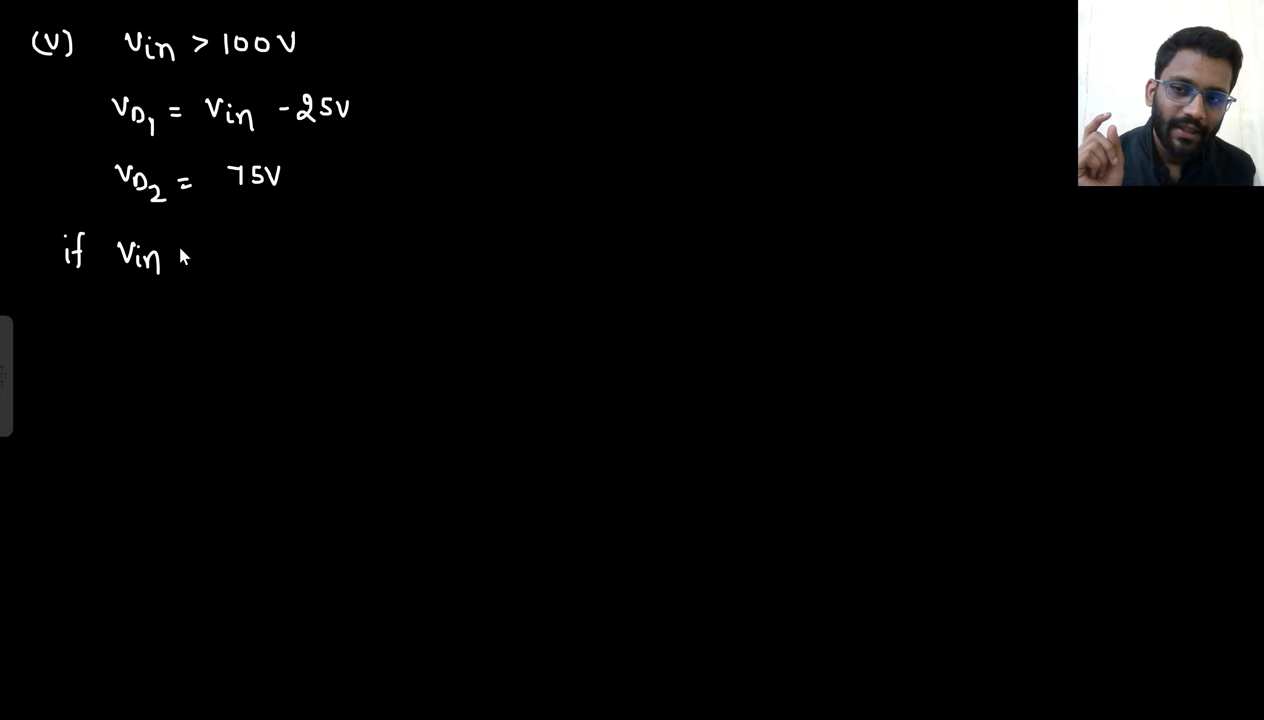 (V) Vin > 100V
VD1 = Vin - 25V
VD2 = 75V
if Vin